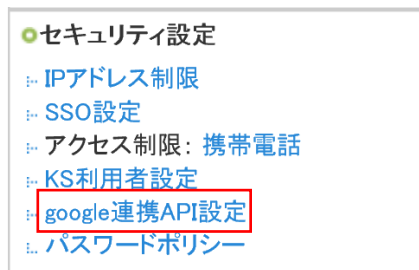 セキュリティ設定
IPアドレス制限
SSO設定
アクセス制限: 携帯電話
KS利用者設定
google連携API設定
パスワードポリシー